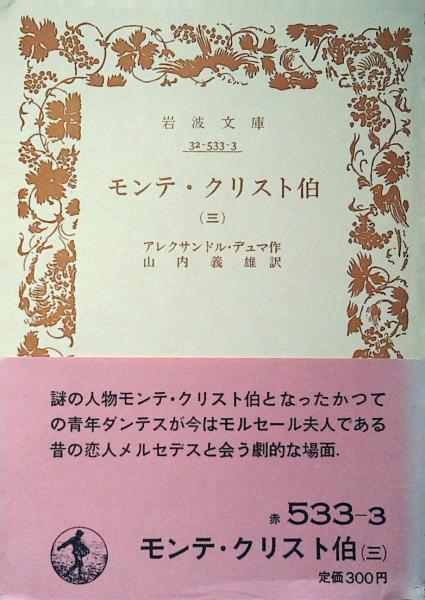 岩波文庫
32-533-3
モンテ・クリスト伯
(三)
アレクサンドル・デュマ作
山内義雄訳
謎の人物モンテ・クリスト伯となったかつて
の青年ダンテスが今はモルセール夫人である
昔の恋人メルセデスと会う劇的な場面.
赤 533-3
モンテ・クリスト伯(三)
定価300円